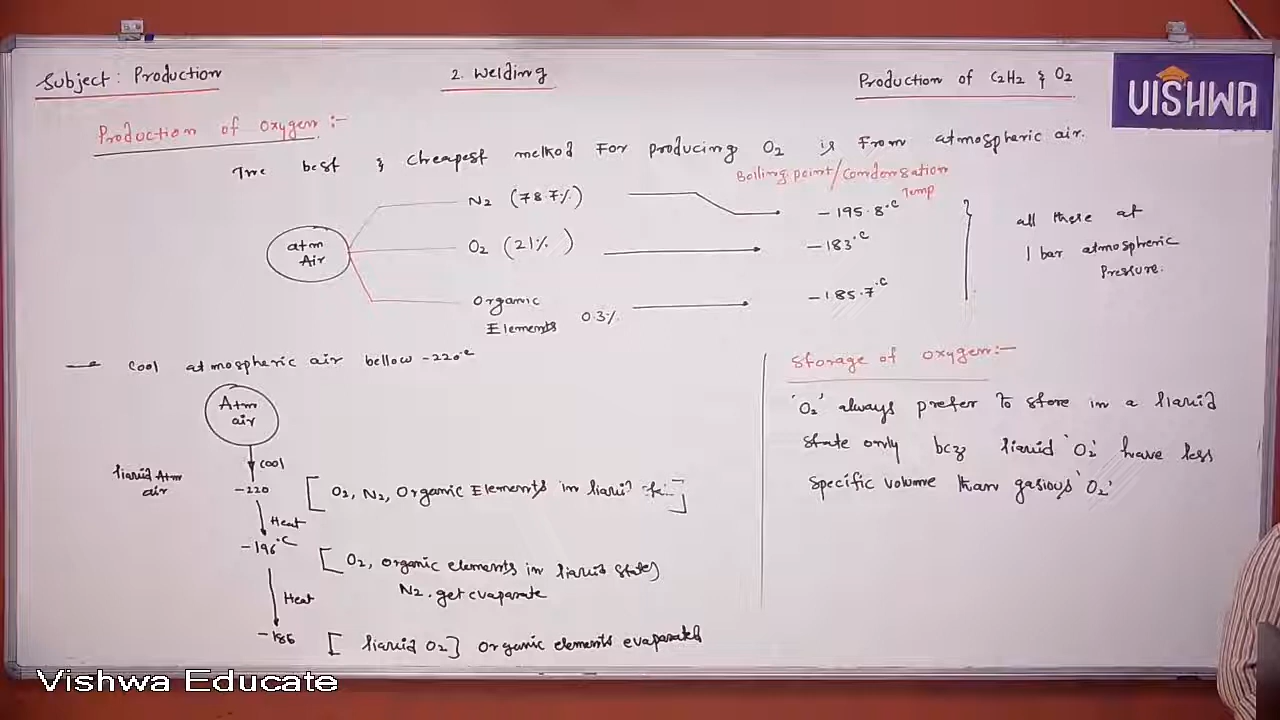 Subject: Production
2. Welding
Production of C2H2 & O2
VISHWA
Production of Oxygen :-
The best & cheapest method for producing O2 is from atmospheric air.
Boiling point/Condensation
Temp
atm
Air
N2 (78.7%)
-195.8°C
O2 (21%)
-183°C
Organic
Elements 0.3%
-185.7°C
all these at
1 bar atmospheric
pressure.
Cool atmospheric air bellow -220°c
Atm
air
cool
liquid Atm
air
-220
[O2, N2, Organic Elements in liquid]
Heat
-196°C
[O2, organic elements in liquid state]
N2. get evaparate
Heat
-186
[ liquid O2] Organic elements evaparated
Storage of oxygen:-
'O2' always prefer to store in a liquid
state only bcz liquid 'O2' have less
specific volume than gasious 'O2'
Vishwa Educate